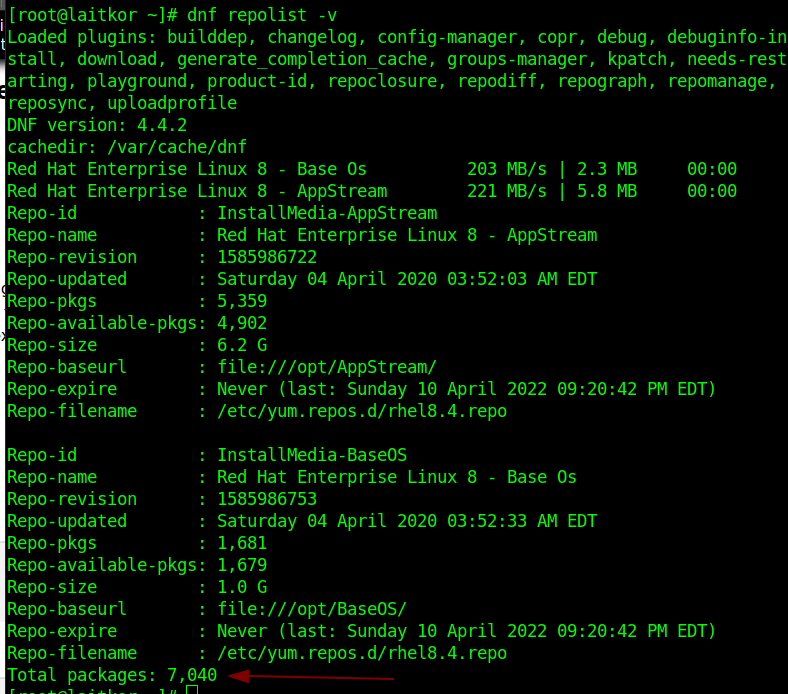 [root@laitkor ~]# dnf repolist -v
Loaded plugins: builddep, changelog, config-manager, copr, debug, debuginfo-in
stall, download, generate_completion_cache, groups-manager, kpatch, needs-rest
arting, playground, product-id, repoclosure, repodiff, repograph, repomanage,
reposync, uploadprofile
DNF version: 4.4.2
cachedir: /var/cache/dnf
Red Hat Enterprise Linux 8 - Base Os          203 MB/s | 2.3 MB     00:00
Red Hat Enterprise Linux 8 - AppStream        221 MB/s | 5.8 MB     00:00
Repo-id            : InstallMedia-AppStream
Repo-name          : Red Hat Enterprise Linux 8 - AppStream
Repo-revision      : 1585986722
Repo-updated       : Saturday 04 April 2020 03:52:03 AM EDT
Repo-pkgs          : 5,359
Repo-available-pkgs: 4,902
Repo-size          : 6.2 G
Repo-baseurl       : file:///opt/AppStream/
Repo-expire        : Never (last: Sunday 10 April 2022 09:20:42 PM EDT)
Repo-filename      : /etc/yum.repos.d/rhel8.4.repo

Repo-id            : InstallMedia-BaseOS
Repo-name          : Red Hat Enterprise Linux 8 - Base Os
Repo-revision      : 1585986753
Repo-updated       : Saturday 04 April 2020 03:52:33 AM EDT
Repo-pkgs          : 1,681
Repo-available-pkgs: 1,679
Repo-size          : 1.0 G
Repo-baseurl       : file:///opt/BaseOS/
Repo-expire        : Never (last: Sunday 10 April 2022 09:20:42 PM EDT)
Repo-filename      : /etc/yum.repos.d/rhel8.4.repo
Total packages: 7,040
[root@laitkor ~]#